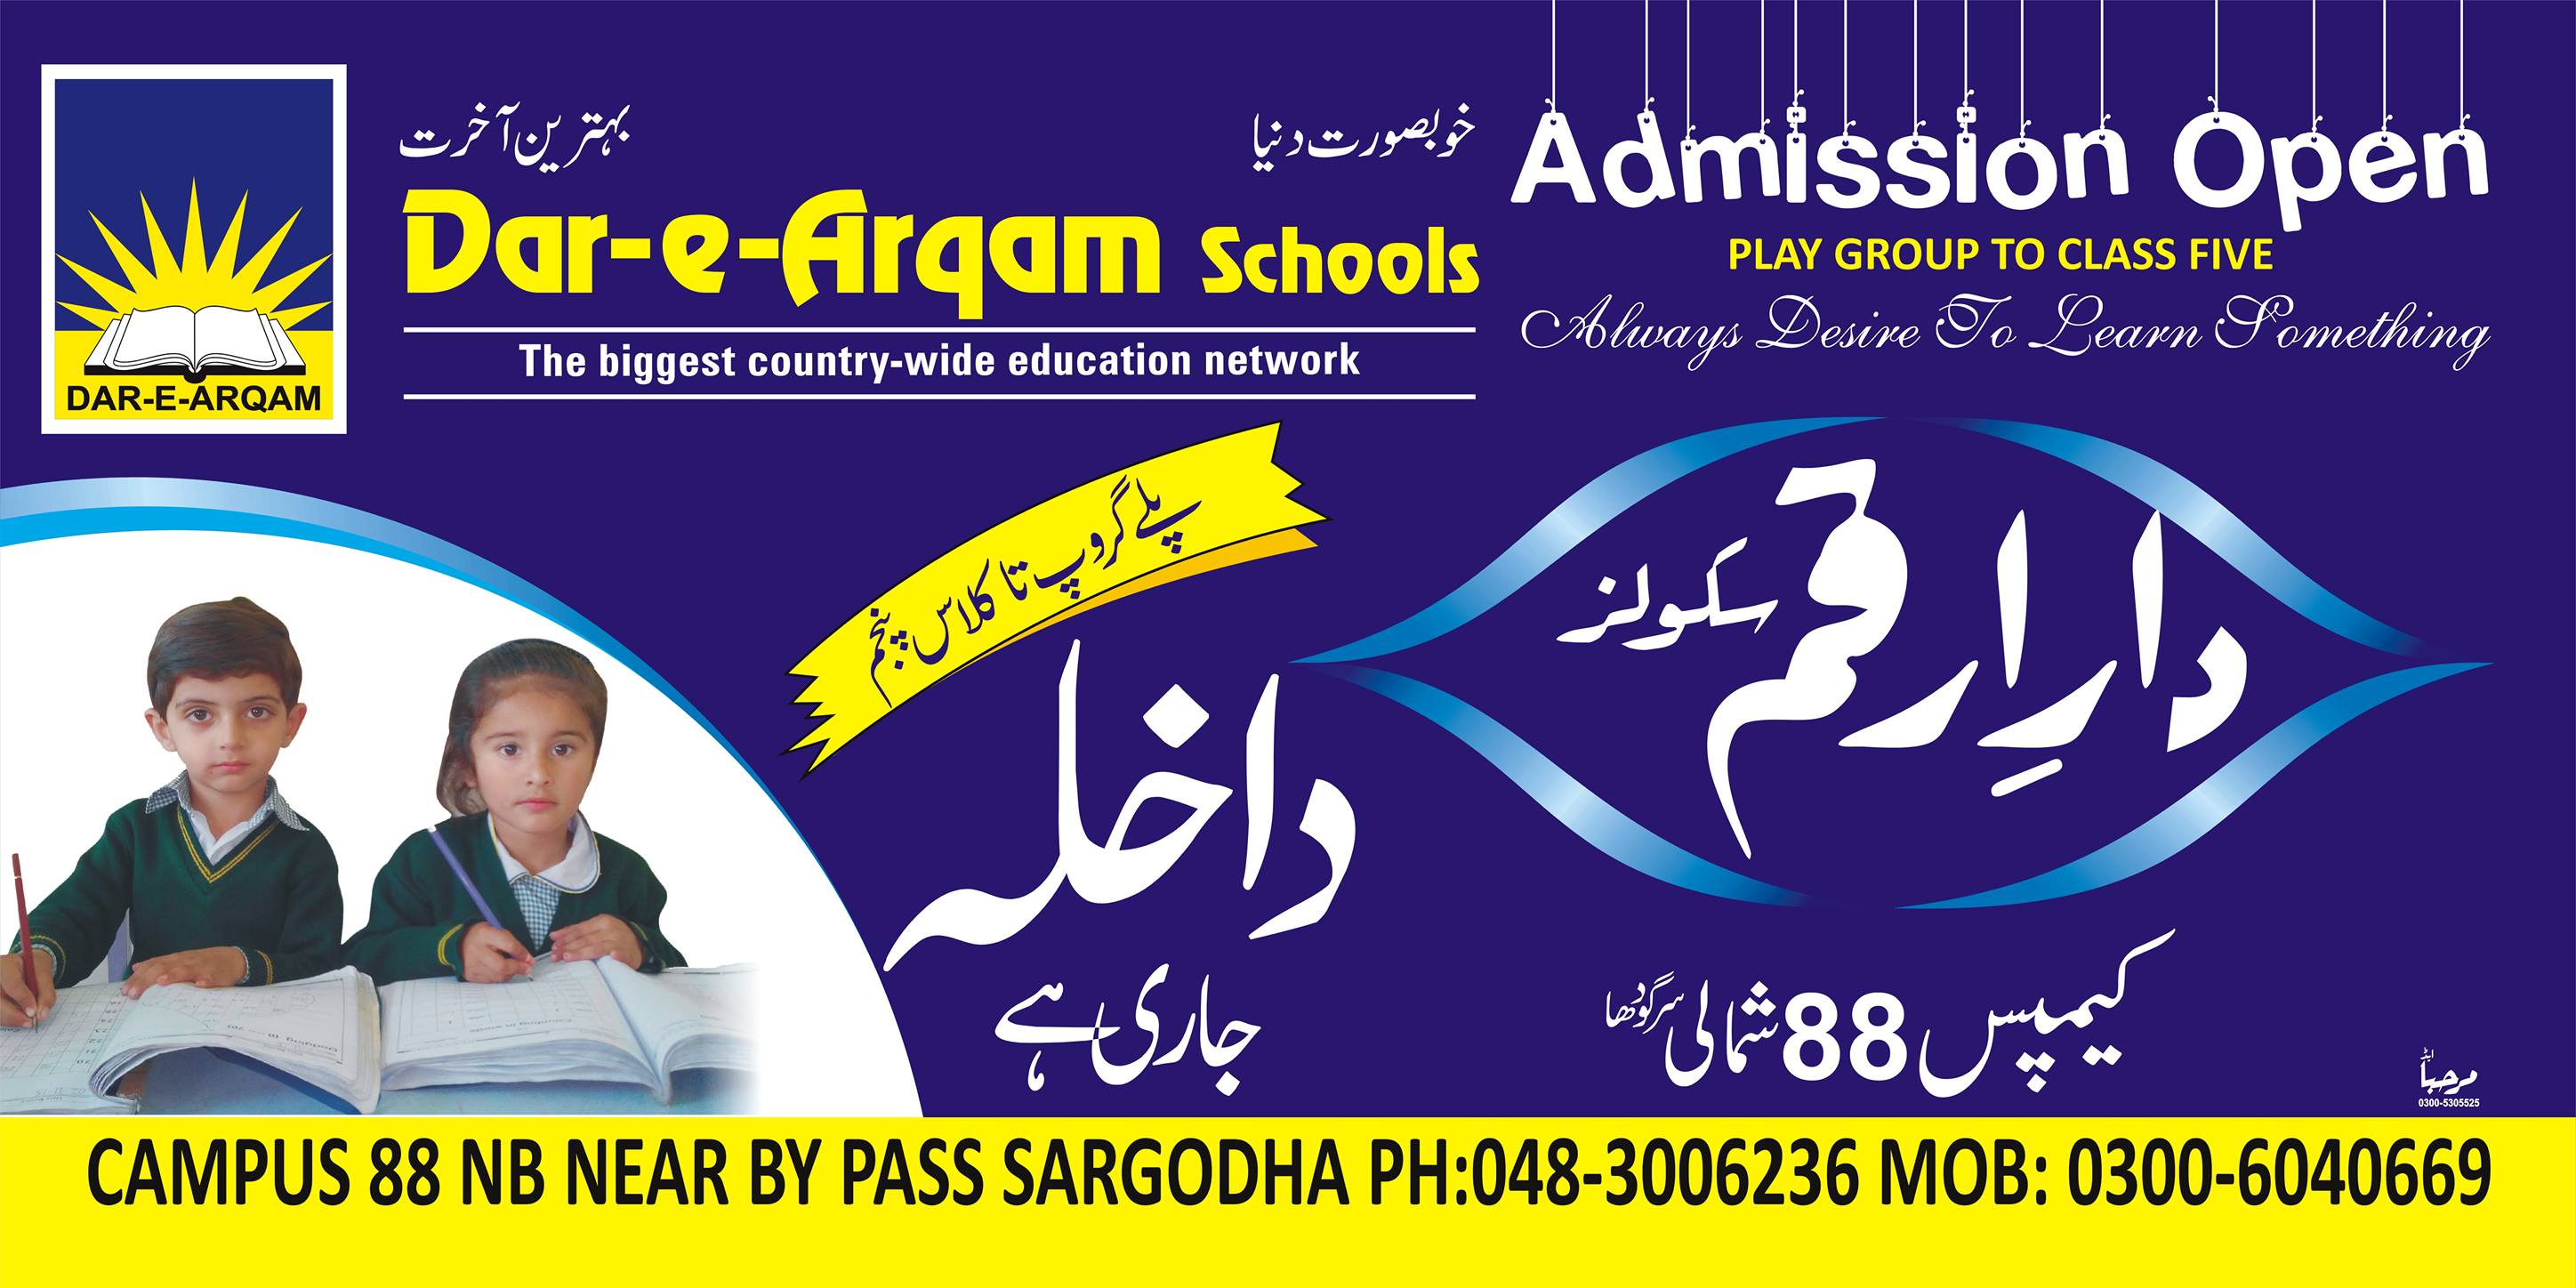 DAR-E-ARQAM
خوبصورت دنیا
بہترین آخرت
Dar-e-Arqam Schools
The biggest country-wide education network
Admission Open
PLAY GROUP TO CLASS FIVE
Always Desire To Learn Something
پلے گروپ تا کلاس پنجم
داخلہ
جاری ہے
دارِارقم سکولز
کیمپس 88 شمالی سرگودھا
مرحبا ایڈ
0300-5305525
CAMPUS 88 NB NEAR BY PASS SARGODHA PH:048-3006236 MOB: 0300-6040669